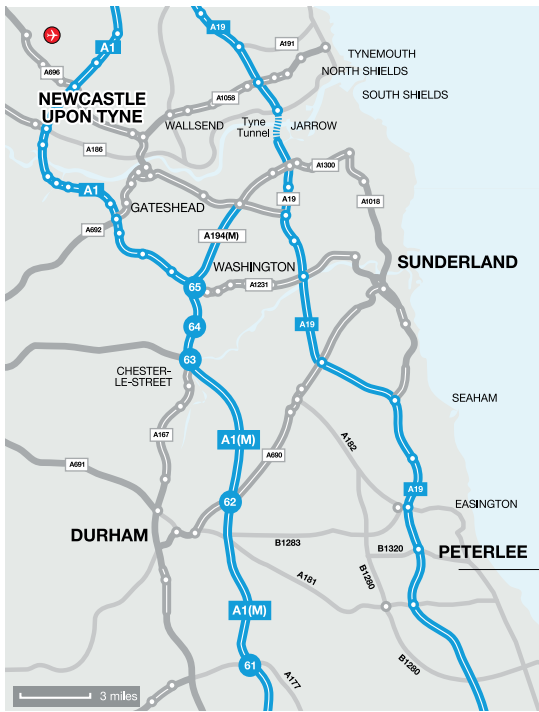 A19
A1
A191
TYNEMOUTH
A696
NORTH SHIELDS
NEWCASTLE
UPON TYNE
A1058
SOUTH SHIELDS
WALLSEND
Tyne
Tunnel
JARROW
A186
A1300
A1
A19
A1018
GATESHEAD
A692
A194(M)
SUNDERLAND
WASHINGTON
65
A1231
64
A19
63
CHESTER-
LE-STREET
SEAHAM
A167
A1(M)
A182
A690
A691
A19
62
EASINGTON
DURHAM
B1283
B1320
PETERLEE
A181
B1280
A1(M)
61
B1280
A177
3 miles